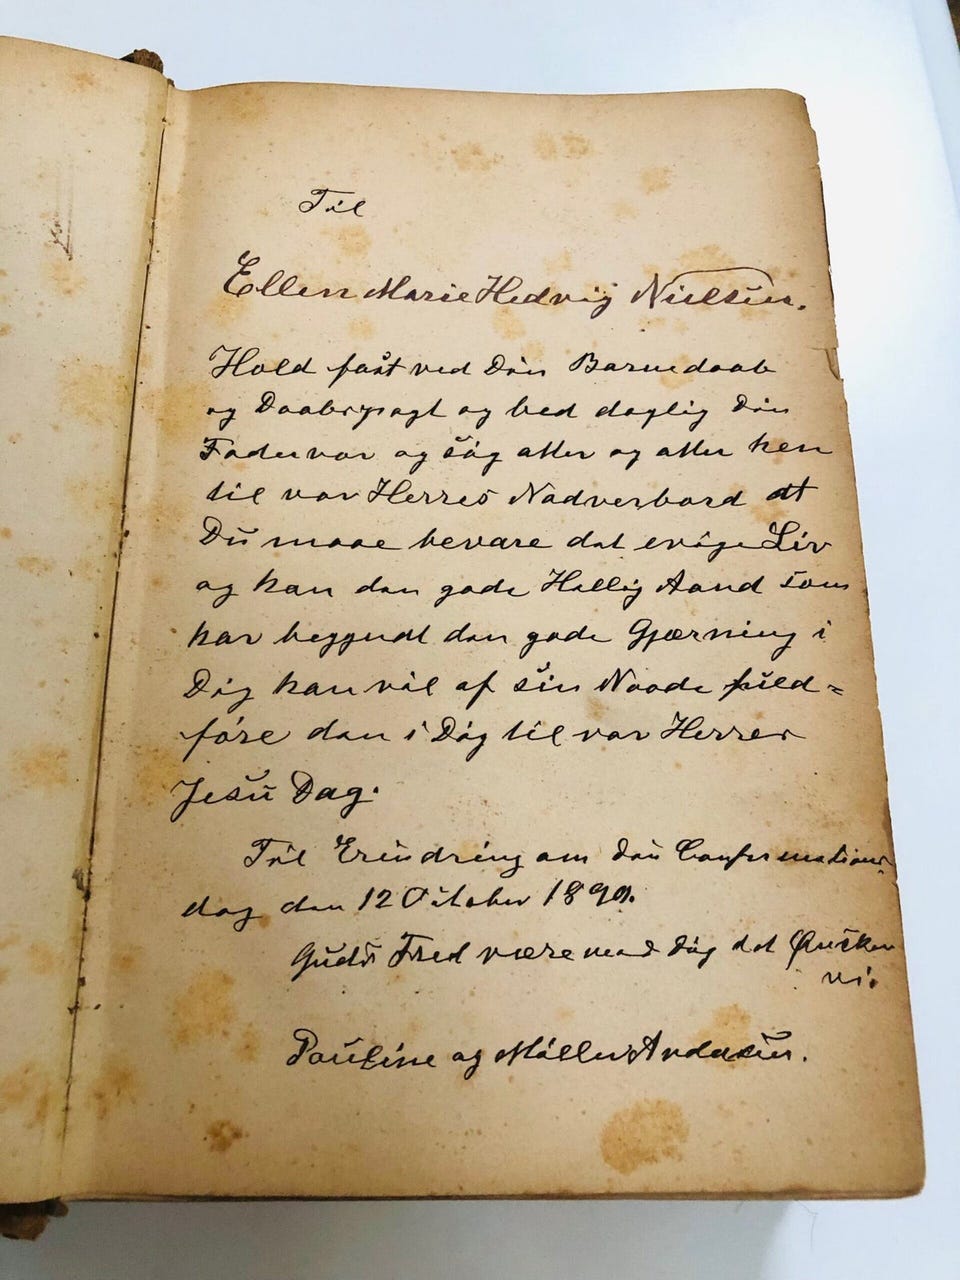 Til
Ellen Marie Hedvig Nielsen.
Hold fast ved Din Barnedaab
og Daabspagt og bed daglig Din
Fadervor og søg atter og atter hen
til vor Herres Nadverbord at
Du maae bevare det evige Liv
og han den gode Hellig Aand som
har begyndt den gode Gjærning i
Dig han vil af sin Naade fuld=
føre den i Dig til vor Herres
Jesu Dag.
Til Erindring om din Confirmations
dag den 12 October 1890.
Guds Fred være med dig det Ønsker
vi.
Pauline og Møller Andersen.